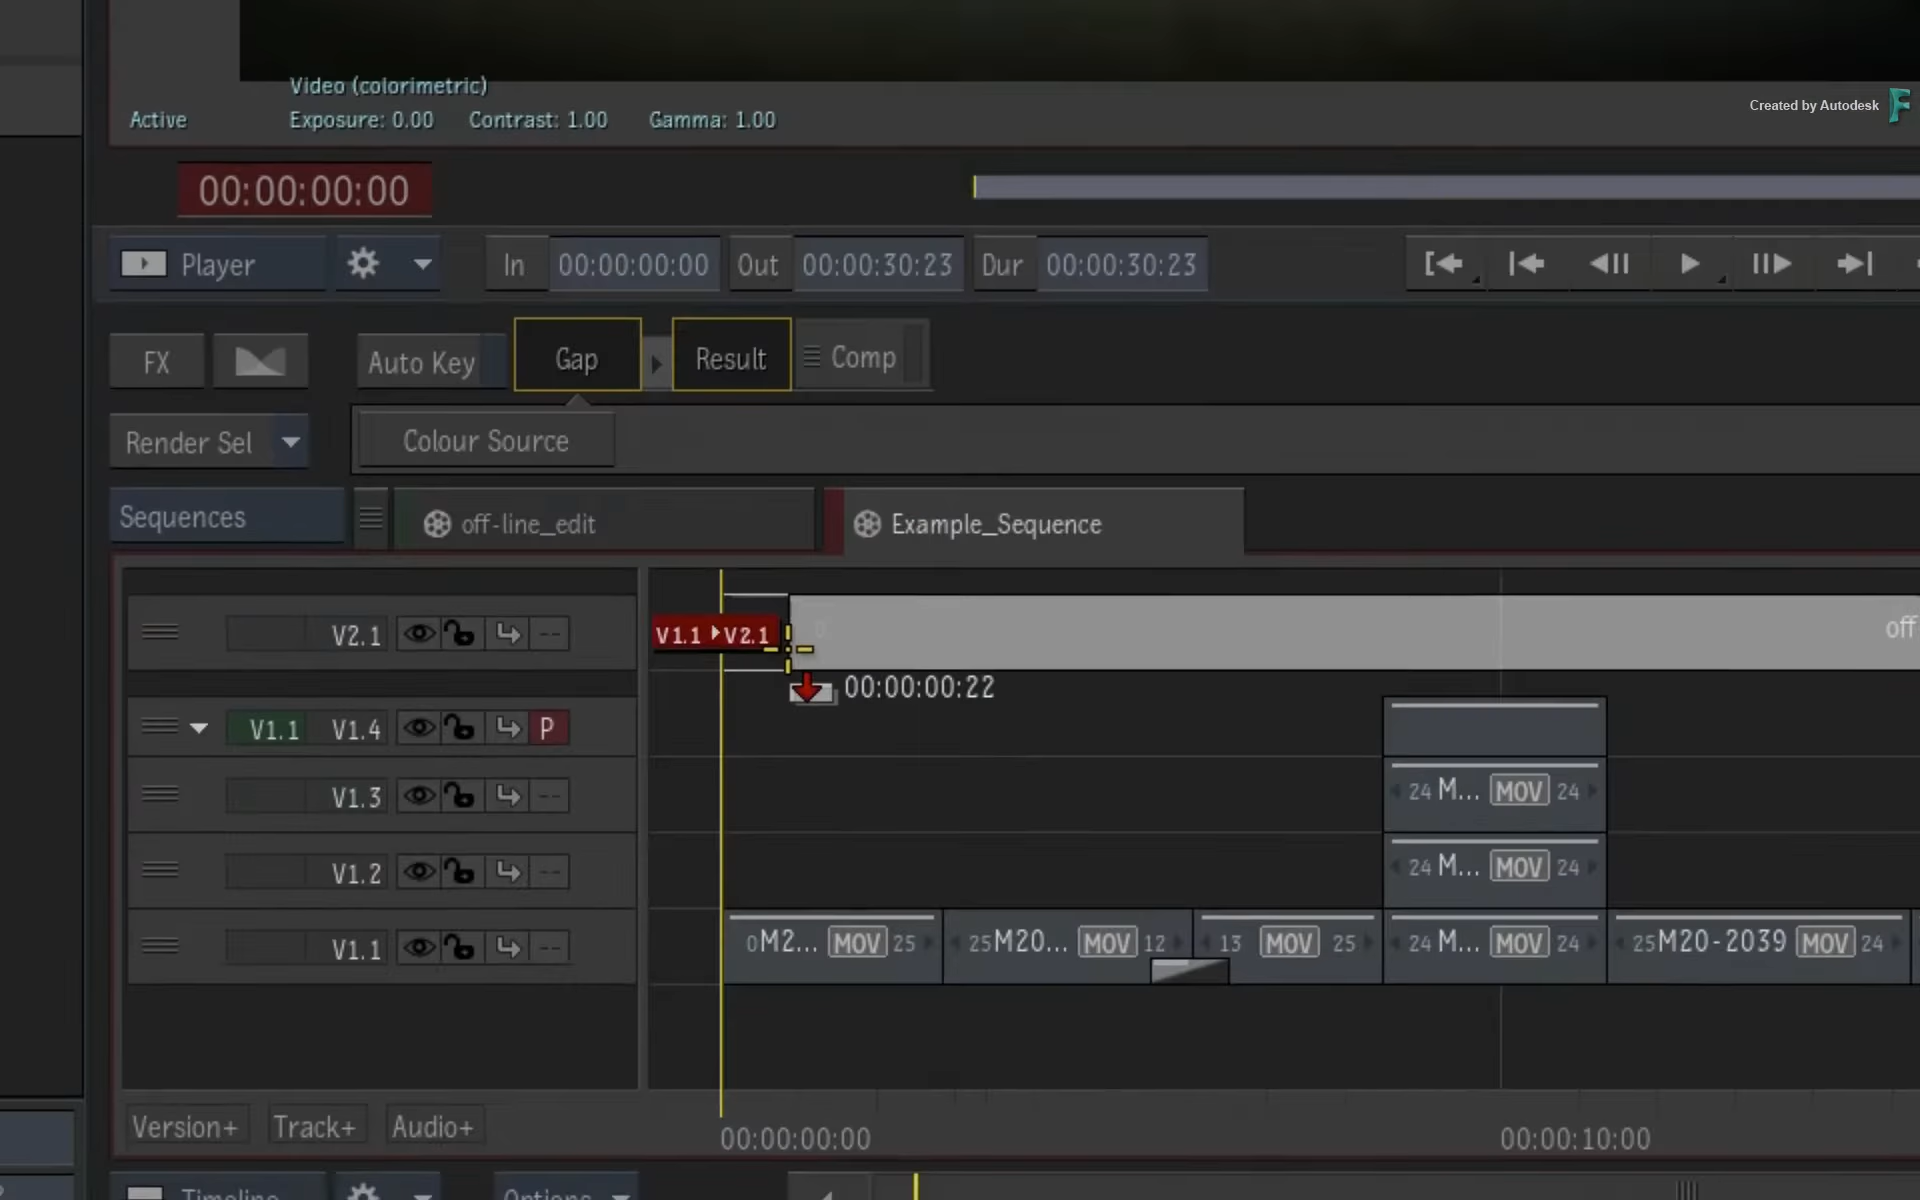 Video (colorimetric)
Created by Autodesk
Active Exposure: 0.00 Contrast: 1.00 Gamma: 1.00
00:00:00:00
Player In 00:00:00:00 Out 00:00:30:23 Dur 00:00:30:23
FX Auto Key Gap Result Comp
Render Sel Colour Source
Sequences off-line_edit Example_Sequence
V2.1 -- V1.1 V2.1 off
00:00:00:22
V1.1 V1.4 P
V1.3 -- 24 M... MOV 24
V1.2 -- 24 M... MOV 24
V1.1 -- 0M2... MOV 25 25M20... MOV 12 13 MOV 25 24 M... MOV 24 25M20-2039 MOV 24
Version+ Track+ Audio+
00:00:00:00 00:00:10:00
Timeline Options